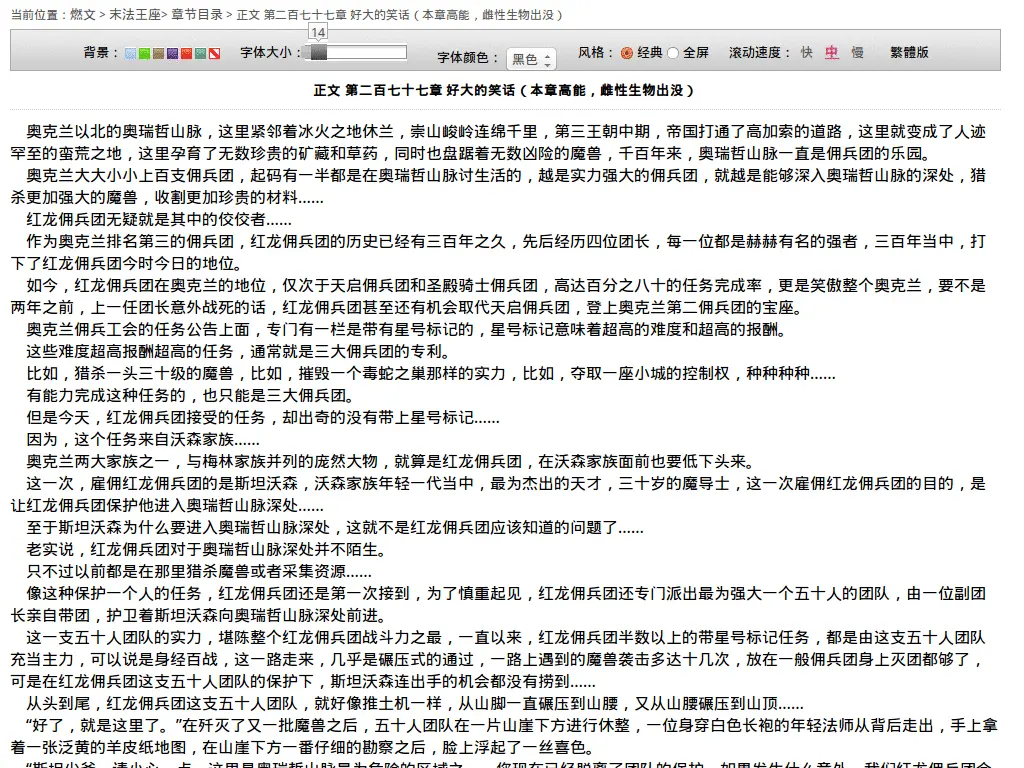 当前位置：燃文 > 末法王座> 章节目录 > 正文 第二百七十七章 好大的笑话（本章高能，雌性生物出没）
14
背景： 字体大小： 字体颜色： 黑色 风格： 经典 全屏 滚动速度： 快 中 慢 繁體版
正文 第二百七十七章 好大的笑话（本章高能，雌性生物出没）
奥克兰以北的奥瑞哲山脉，这里紧邻着冰火之地休兰，崇山峻岭连绵千里，第三王朝中期，帝国打通了高加索的道路，这里就变成了人迹
罕至的蛮荒之地，这里孕育了无数珍贵的矿藏和草药，同时也盘踞着无数凶险的魔兽，千百年来，奥瑞哲山脉一直是佣兵团的乐园。
奥克兰大大小小上百支佣兵团，起码有一半都是在奥瑞哲山脉讨生活的，越是实力强大的佣兵团，就越是能够深入奥瑞哲山脉的深处，猎
杀更加强大的魔兽，收割更加珍贵的材料……
红龙佣兵团无疑就是其中的佼佼者……
作为奥克兰排名第三的佣兵团，红龙佣兵团的历史已经有三百年之久，先后经历四位团长，每一位都是赫赫有名的强者，三百年当中，打
下了红龙佣兵团今时今日的地位。
如今，红龙佣兵团在奥克兰的地位，仅次于天启佣兵团和圣殿骑士佣兵团，高达百分之八十的任务完成率，更是笑傲整个奥克兰，要不是
两年之前，上一任团长意外战死的话，红龙佣兵团甚至还有机会取代天启佣兵团，登上奥克兰第二佣兵团的宝座。
奥克兰佣兵工会的任务公告上面，专门有一栏是带有星号标记的，星号标记意味着超高的难度和超高的报酬。
这些难度超高报酬超高的任务，通常就是三大佣兵团的专利。
比如，猎杀一头三十级的魔兽，比如，摧毁一个毒蛇之巢那样的实力，比如，夺取一座小城的控制权，种种种种……
有能力完成这种任务的，也只能是三大佣兵团。
但是今天，红龙佣兵团接受的任务，却出奇的没有带上星号标记……
因为，这个任务来自沃森家族……
奥克兰两大家族之一，与梅林家族并列的庞然大物，就算是红龙佣兵团，在沃森家族面前也要低下头来。
这一次，雇佣红龙佣兵团的是斯坦沃森，沃森家族年轻一代当中，最为杰出的天才，三十岁的魔导士，这一次雇佣红龙佣兵团的目的，是
让红龙佣兵团保护他进入奥瑞哲山脉深处……
至于斯坦沃森为什么要进入奥瑞哲山脉深处，这就不是红龙佣兵团应该知道的问题了……
老实说，红龙佣兵团对于奥瑞哲山脉深处并不陌生。
只不过以前都是在那里猎杀魔兽或者采集资源……
像这种保护一个人的任务，红龙佣兵团还是第一次接到，为了慎重起见，红龙佣兵团还专门派出最为强大一个五十人的团队，由一位副团
长亲自带团，护卫着斯坦沃森向奥瑞哲山脉深处前进。
这一支五十人团队的实力，堪陈整个红龙佣兵团战斗力之最，一直以来，红龙佣兵团半数以上的带星号标记任务，都是由这支五十人团队
充当主力，可以说是身经百战，这一路走来，几乎是碾压式的通过，一路上遇到的魔兽袭击多达十几次，放在一般佣兵团身上灭团都够了，
可是在红龙佣兵团这支五十人团队的保护下，斯坦沃森连出手的机会都没有捞到……
从头到尾，红龙佣兵团这支五十人团队，就好像推土机一样，从山脚一直碾压到山腰，又从山腰碾压到山顶……
“好了，就是这里了。”在歼灭了又一批魔兽之后，五十人团队在一片山崖下方进行休整，一位身穿白色长袍的年轻法师从背后走出，手上拿
着一张泛黄的羊皮纸地图，在山崖下方一番仔细的勘察之后，脸上浮起了一丝喜色。